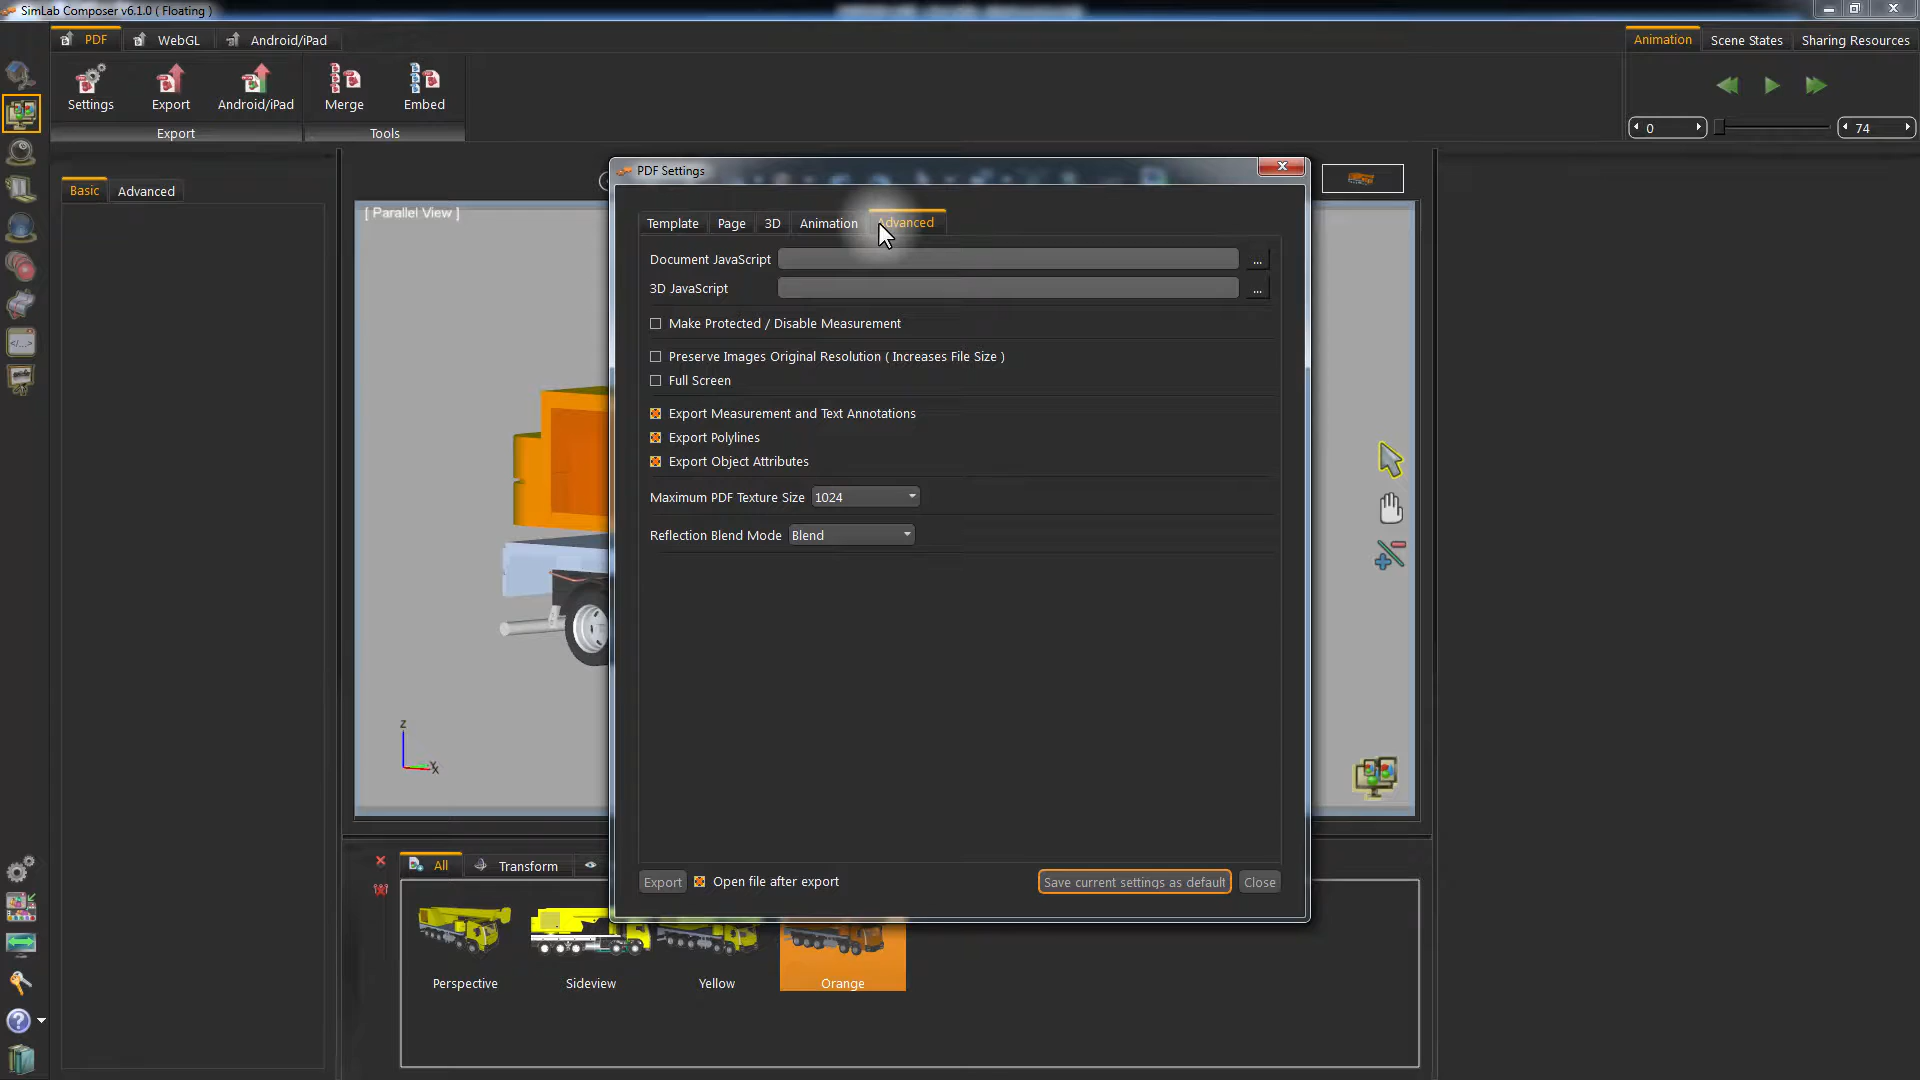 SimLab Composer v6.1.0 ( Floating )
PDF WebGL Android/iPad
Animation Scene States Sharing Resources
Settings Export Android/iPad Merge Embed
Export Tools
0 74
PDF Settings
Basic Advanced
[ Parallel View ]
Template Page 3D Animation Advanced
Document JavaScript ...
3D JavaScript ...
Make Protected / Disable Measurement
Preserve Images Original Resolution ( Increases File Size )
Full Screen
Export Measurement and Text Annotations
Export Polylines
Export Object Attributes
Maximum PDF Texture Size 1024
Reflection Blend Mode Blend
Z
Y
X
All Transform
Export Open file after export Save current settings as default Close
Perspective Sideview Yellow Orange